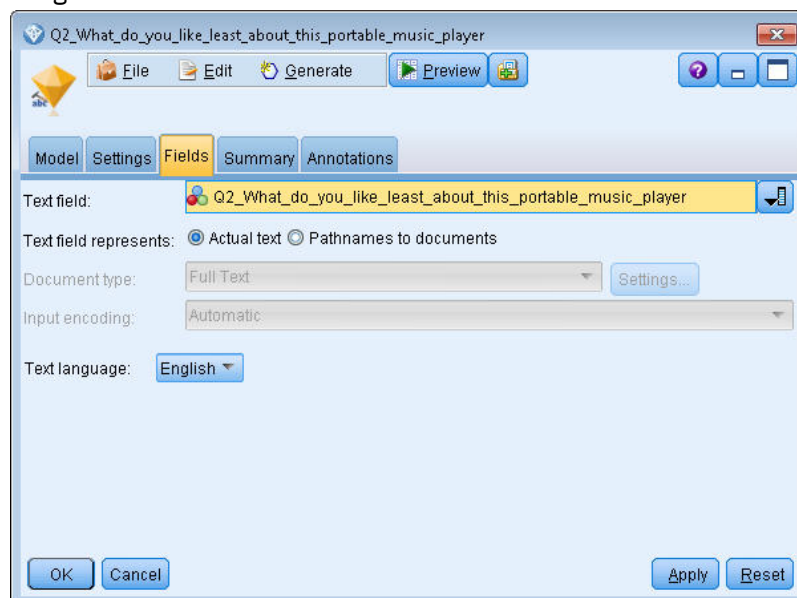 Q2_What_do_you_like_least_about_this_portable_music_player
File Edit Generate Preview
abc
Model Settings Fields Summary Annotations
Text field: Q2_What_do_you_like_least_about_this_portable_music_player
Text field represents: Actual text Pathnames to documents
Document type: Full Text Settings...
Input encoding: Automatic
Text language: English
OK Cancel Apply Reset